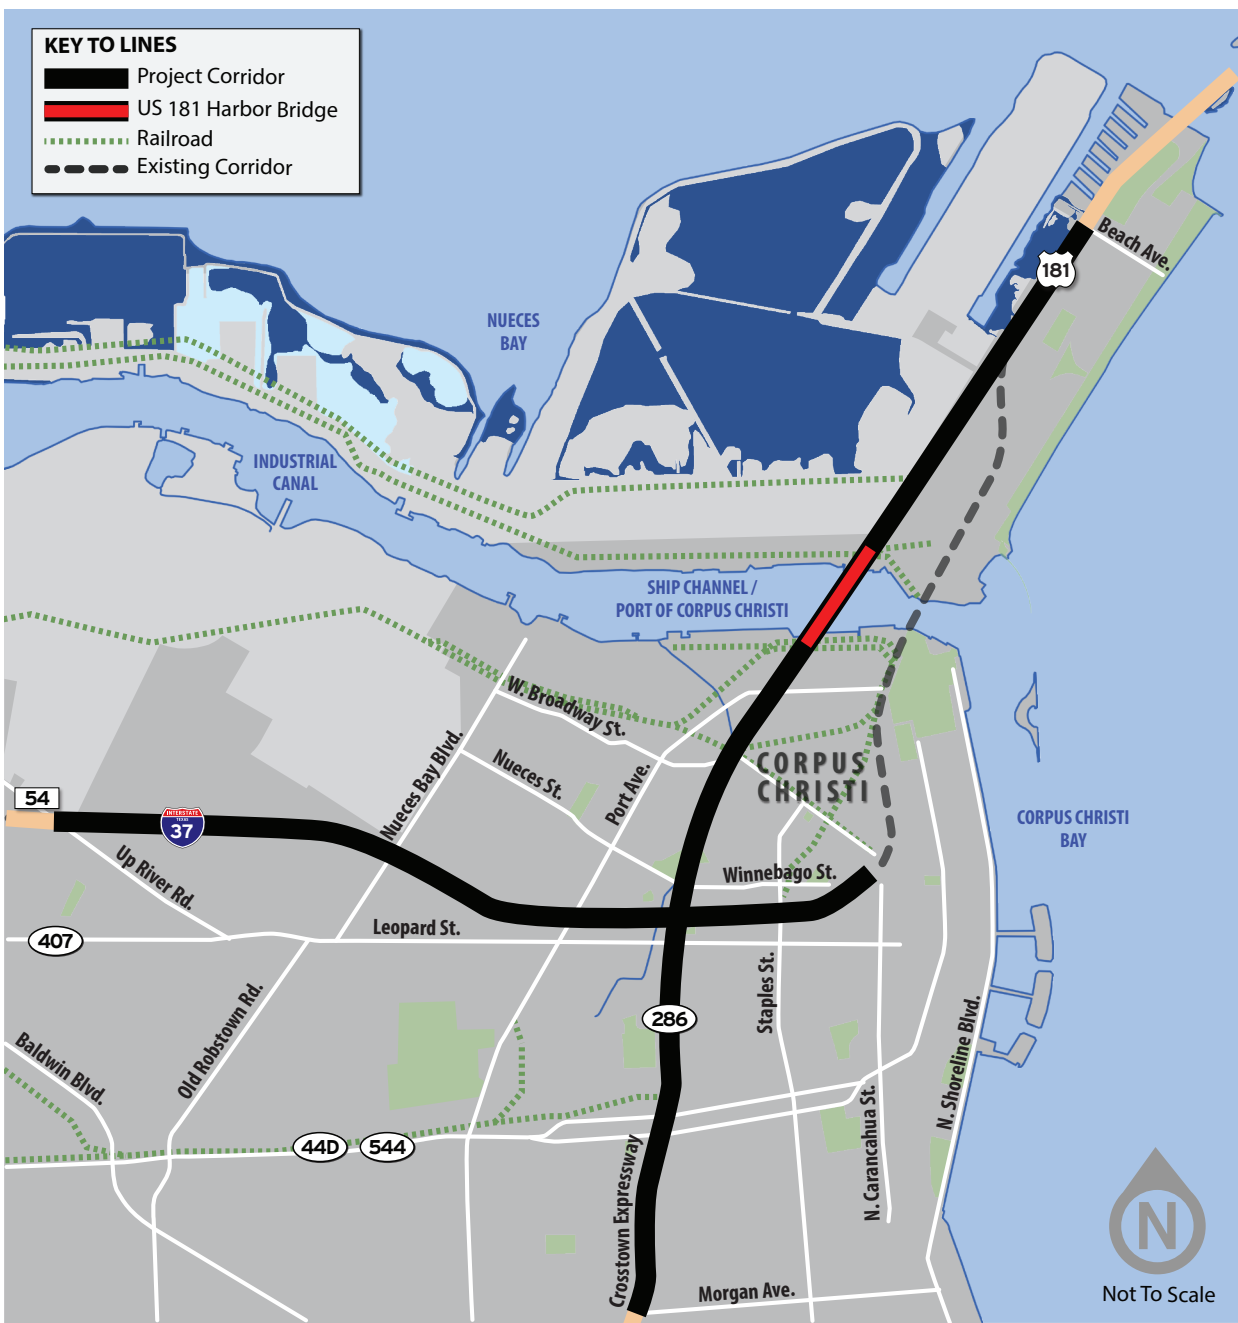 KEY TO LINES
Project Corridor
US 181 Harbor Bridge
Railroad
Existing Corridor
Beach Ave.
181
NUECES
BAY
INDUSTRIAL
CANAL
SHIP CHANNEL /
PORT OF CORPUS CHRISTI
W. Broadway St.
Nueces Bay Blvd.
Nueces St.
Port Ave.
CORPUS
CHRISTI
54
INTERSTATE
TEXAS
37
CORPUS CHRISTI
BAY
Up River Rd.
Winnebago St.
Leopard St.
407
Staples St.
Old Robstown Rd.
286
N. Shoreline Blvd.
Baldwin Blvd.
N. Carancahua St.
44D
544
Crosstown Expressway
N
Morgan Ave.
Not To Scale